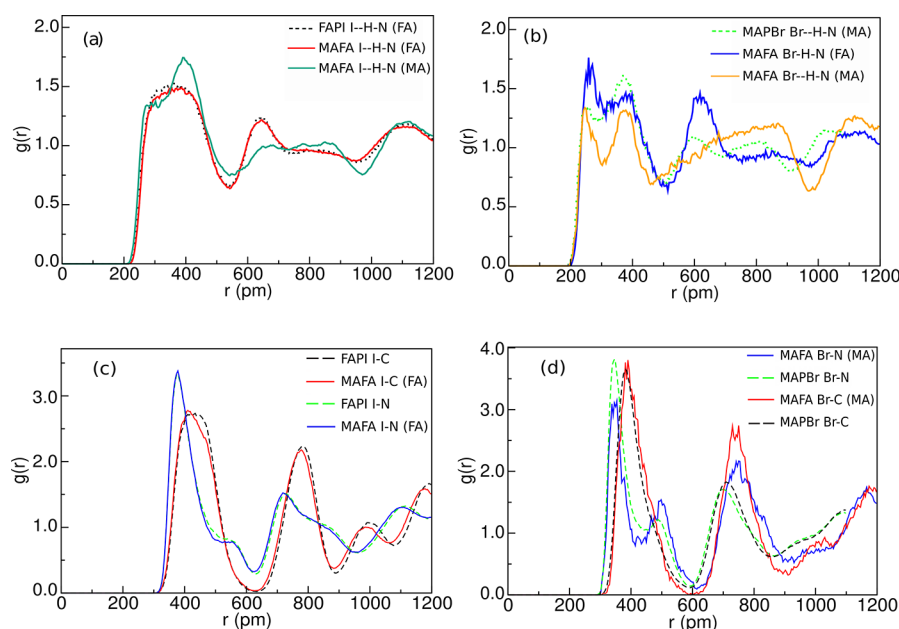 (a)
FAPI I--H-N (FA)
MAFA I--H-N (FA)
MAFA I--H-N (MA)
g(r)
2.0
1.5
1.0
0.5
0.0
0 200 400 600 800 1000 1200
r (pm)
(b)
MAPBr Br--H-N (MA)
MAFA Br-H-N (FA)
MAFA Br--H-N (MA)
g(r)
2.0
1.5
1.0
0.5
0.0
0 200 400 600 800 1000 1200
r (pm)
(c)
FAPI I-C
MAFA I-C (FA)
FAPI I-N
MAFA I-N (FA)
g(r)
3.0
2.0
1.0
0.0
0 200 400 600 800 1000 1200
r (pm)
(d)
MAFA Br-N (MA)
MAPBr Br-N
MAFA Br-C (MA)
MAPBr Br-C
g(r)
4.0
3.0
2.0
1.0
0.0
200 400 600 800 1000 1200
r (pm)